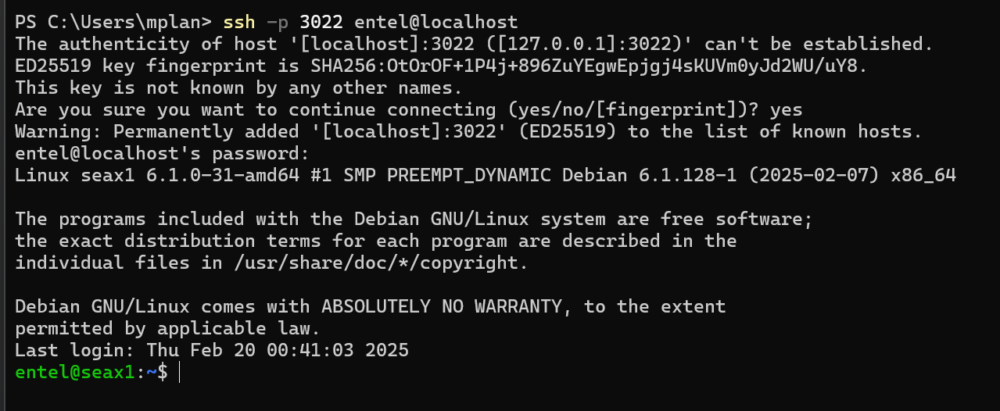 PS C:\Users\mplan> ssh -p 3022 entel@localhost
The authenticity of host '[localhost]:3022 ([127.0.0.1]:3022)' can't be established.
ED25519 key fingerprint is SHA256:OtOrOF+1P4j+896ZuYEgwEpjgj4sKUVm0yJd2WU/uY8.
This key is not known by any other names.
Are you sure you want to continue connecting (yes/no/[fingerprint])? yes
Warning: Permanently added '[localhost]:3022' (ED25519) to the list of known hosts.
entel@localhost's password:
Linux seax1 6.1.0-31-amd64 #1 SMP PREEMPT_DYNAMIC Debian 6.1.128-1 (2025-02-07) x86_64

The programs included with the Debian GNU/Linux system are free software;
the exact distribution terms for each program are described in the
individual files in /usr/share/doc/*/copyright.

Debian GNU/Linux comes with ABSOLUTELY NO WARRANTY, to the extent
permitted by applicable law.
Last login: Thu Feb 20 00:41:03 2025
entel@seax1:~$